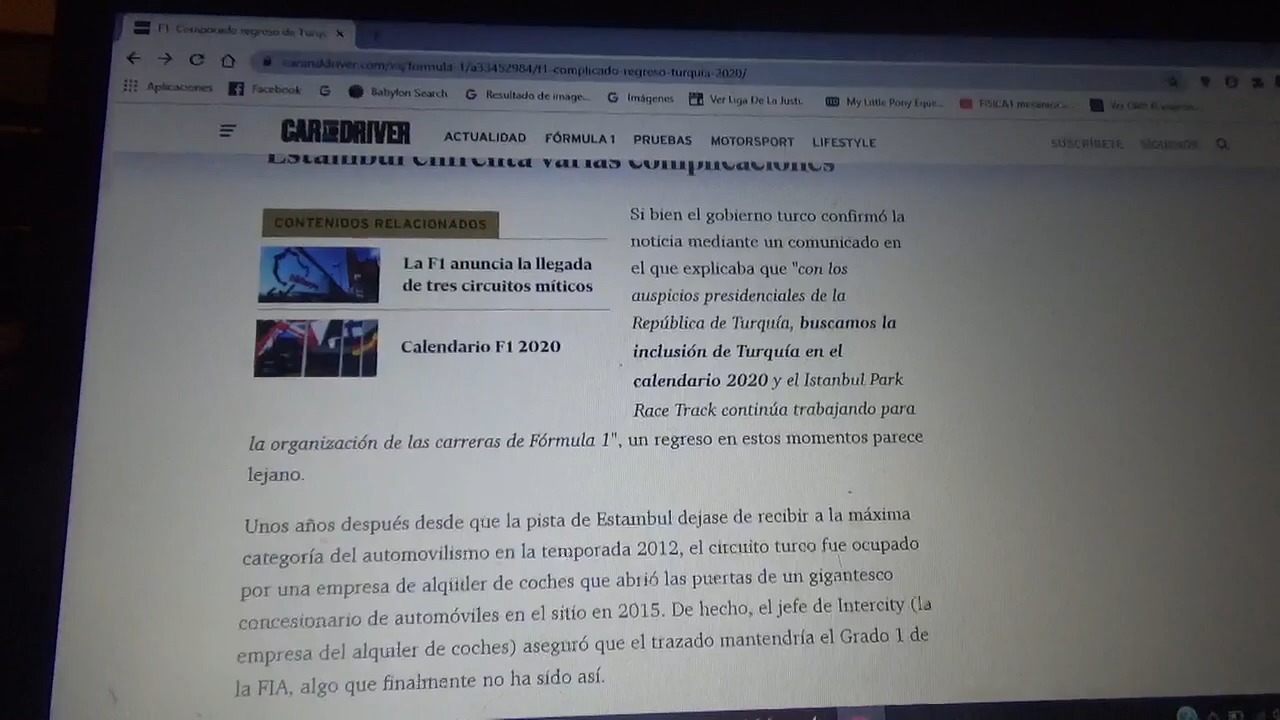 F1: Complicado regreso de Turqu
caranddriver.com/es/formula-1/a33452984/f1-complicado-regreso-turquia-2020/
Aplicaciones Facebook Babylon Search Resultado de image... Imágenes Ver Liga De La Justi. My Little Pony Eque... FISICA1 mecanica
CAR AND DRIVER ACTUALIDAD FÓRMULA 1 PRUEBAS MOTORSPORT LIFESTYLE SUSCRÍBETE SÍGUENOS
Estambul enfrenta varias complicaciones
CONTENIDOS RELACIONADOS
La F1 anuncia la llegada
de tres circuitos míticos
Calendario F1 2020
Si bien el gobierno turco confirmó la
noticia mediante un comunicado en
el que explicaba que "con los
auspicios presidenciales de la
República de Turquía, buscamos la
inclusión de Turquía en el
calendario 2020 y el Istanbul Park
Race Track continúa trabajando para
la organización de las carreras de Fórmula 1", un regreso en estos momentos parece
lejano.
Unos años después desde que la pista de Estambul dejase de recibir a la máxima
categoría del automovilismo en la temporada 2012, el circuito turco fue ocupado
por una empresa de alquiler de coches que abrió las puertas de un gigantesco
concesionario de automóviles en el sitio en 2015. De hecho, el jefe de Intercity (la
empresa del alquiler de coches) aseguró que el trazado mantendría el Grado 1 de
la FIA, algo que finalmente no ha sido así.